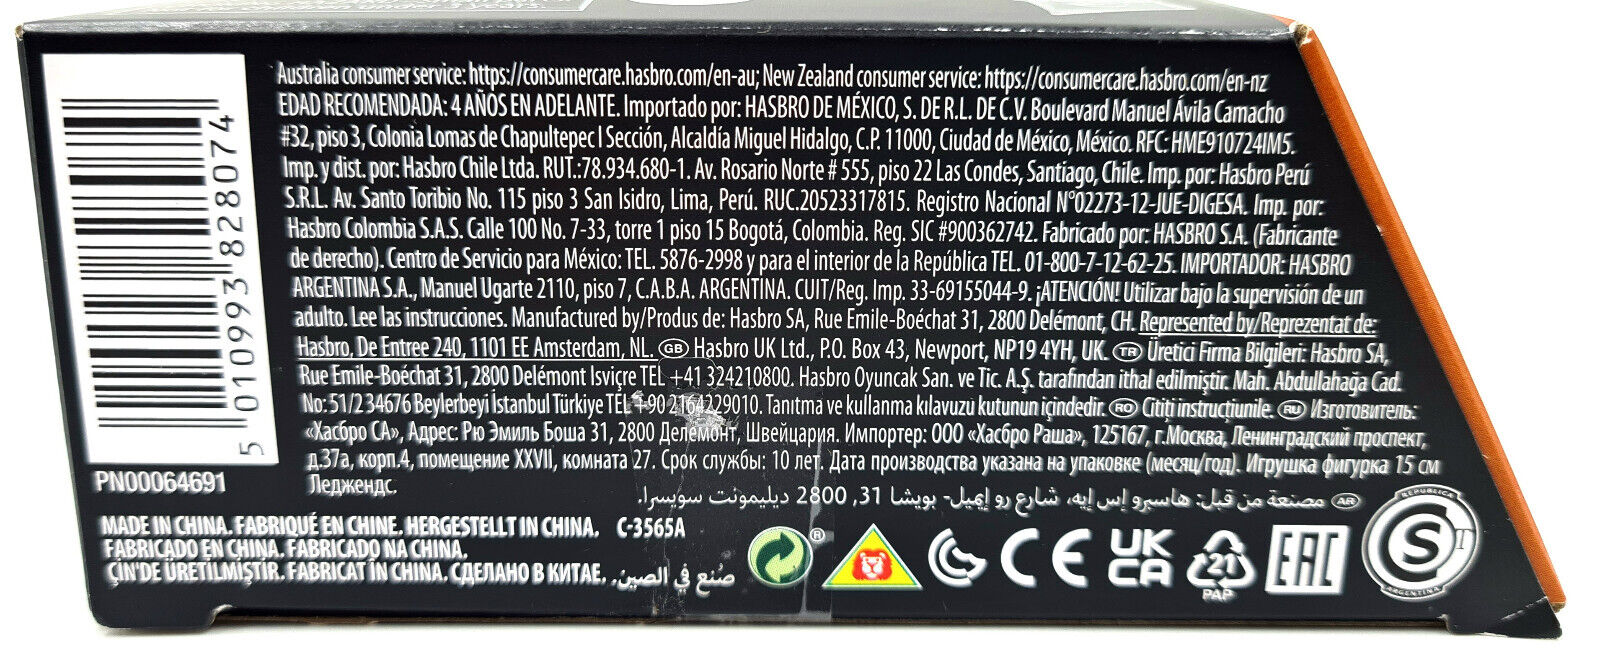 5 010993 828074
PN00064691
Australia consumer service: https://consumercare.hasbro.com/en-au; New Zealand consumer service: https://consumercare.hasbro.com/en-nz
EDAD RECOMENDADA: 4 AÑOS EN ADELANTE. Importado por: HASBRO DE MÉXICO, S. DE R.L. DE C.V. Boulevard Manuel Ávila Camacho
#32, piso 3, Colonia Lomas de Chapultepec I Sección, Alcaldía Miguel Hidalgo, C.P. 11000, Ciudad de México, México. RFC: HME910724IM5.
Imp. y dist. por: Hasbro Chile Ltda. RUT.:78.934.680-1. Av. Rosario Norte # 555, piso 22 Las Condes, Santiago, Chile. Imp. por: Hasbro Perú
S.R.L. Av. Santo Toribio No. 115 piso 3 San Isidro, Lima, Perú. RUC.20523317815. Registro Nacional N°02273-12-JUE-DIGESA. Imp. por:
Hasbro Colombia S.A.S. Calle 100 No. 7-33, torre 1 piso 15 Bogotá, Colombia. Reg. SIC #900362742. Fabricado por: HASBRO S.A. (Fabricante
de derecho). Centro de Servicio para México: TEL. 5876-2998 y para el interior de la República TEL. 01-800-7-12-62-25. IMPORTADOR: HASBRO
ARGENTINA S.A., Manuel Ugarte 2110, piso 7, C.A.B.A. ARGENTINA. CUIT/Reg. Imp. 33-69155044-9. ¡ATENCIÓN! Utilizar bajo la supervisión de un
adulto. Lee las instrucciones. Manufactured by/Produs de: Hasbro SA, Rue Emile-Boéchat 31, 2800 Delémont, CH. Represented by/Reprezentat de:
Hasbro, De Entree 240, 1101 EE Amsterdam, NL. GB Hasbro UK Ltd., P.O. Box 43, Newport, NP19 4YH, UK. TR Üretici Firma Bilgileri: Hasbro SA,
Rue Emile-Boéchat 31, 2800 Delémont Isviçre TEL +41 324210800. Hasbro Oyuncak San. ve Tic. A.Ş. tarafından ithal edilmiştir. Mah. Abdullahağa Cad.
No: 51/2 34676 Beylerbeyi İstanbul Türkiye TEL +90 2164229010. Tanıtma ve kullanma kılavuzu kutunun içindedir. RO Citiți instrucțiunile. RU Изготовитель:
«Хасбро СА», Адрес: Рю Эмиль Боша 31, 2800 Делемонт, Швейцария. Импортер: ООО «Хасбро Раша», 125167, г.Москва, Ленинградский проспект,
д.37а, корп.4, помещение XXVII, комната 27. Срок службы: 10 лет. Дата производства указана на упаковке (месяц/год). Игрушка фигурка 15 см
Леджендс.
AR مصنعة من قبل: هاسبرو إس إيه، شارع رو إيميل- بويشا 31, 2800 ديليمونت سويسرا.
MADE IN CHINA. FABRIQUÉ EN CHINE. HERGESTELLT IN CHINA. C-3565A
FABRICADO EN CHINA. FABRICADO NA CHINA.
ÇİN'DE ÜRETİLMİŞTİR. FABRICAT ÎN CHINA. СДЕЛАНО В КИТАЕ. صُنع في الصين.
®
CE
UK CA
21
PAP
EAC
REPUBLICA
S T
ARGENTINA